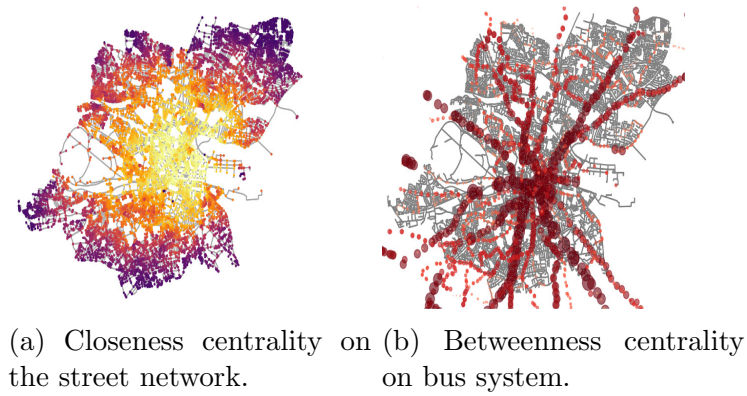 (a) Closeness centrality on
the street network.
(b) Betweenness centrality
on bus system.